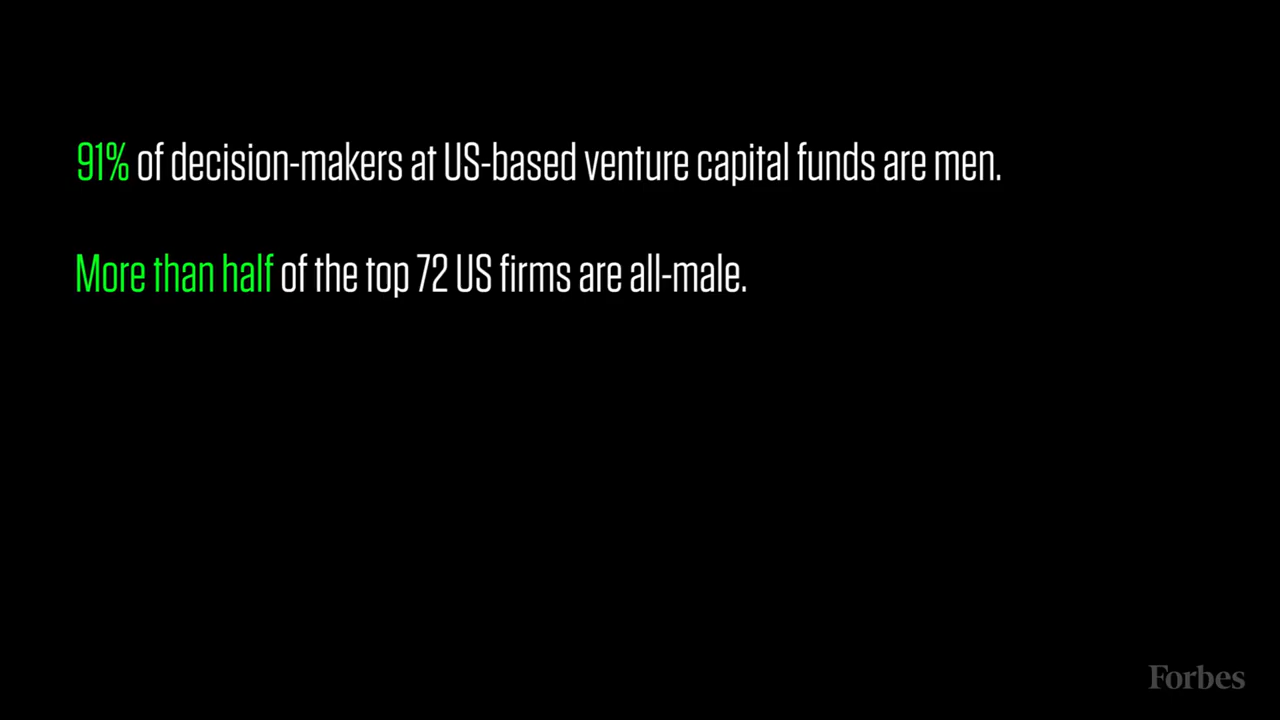 91% of decision-makers at US-based venture capital funds are men.
More than half of the top 72 US firms are all-male.
Forbes